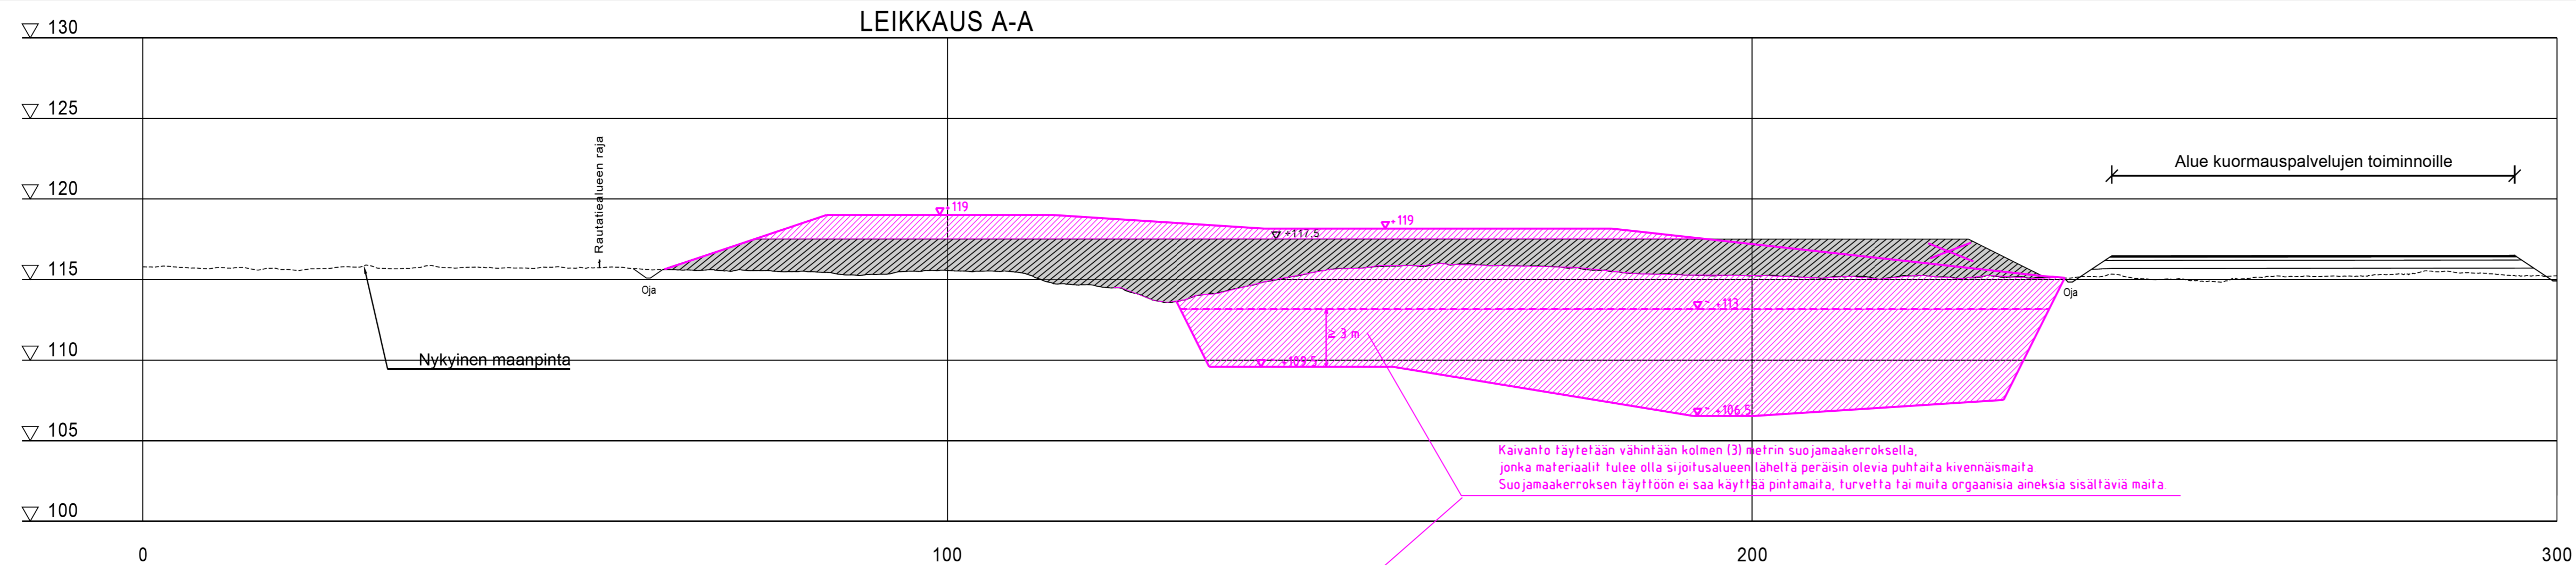 LEIKKAUS A-A
130
125
120
115
110
105
100
Rautatiealueen raja
Alue kuormauspalvelujen toiminnoille
+119
+119
+117,5
Oja
Oja
~ +113
≥ 3 m
Nykyinen maanpinta
~ +109.5
~ +106.5
Kaivanto täytetään vähintään kolmen (3) metrin suojamaakerroksella,
jonka materiaalit tulee olla sijoitusalueen läheltä peräisin olevia puhtaita kivennäismaita.
Suojamaakerroksen täyttöön ei saa käyttää pintamaita, turvetta tai muita orgaanisia aineksia sisältäviä maita.
0
100
200
300